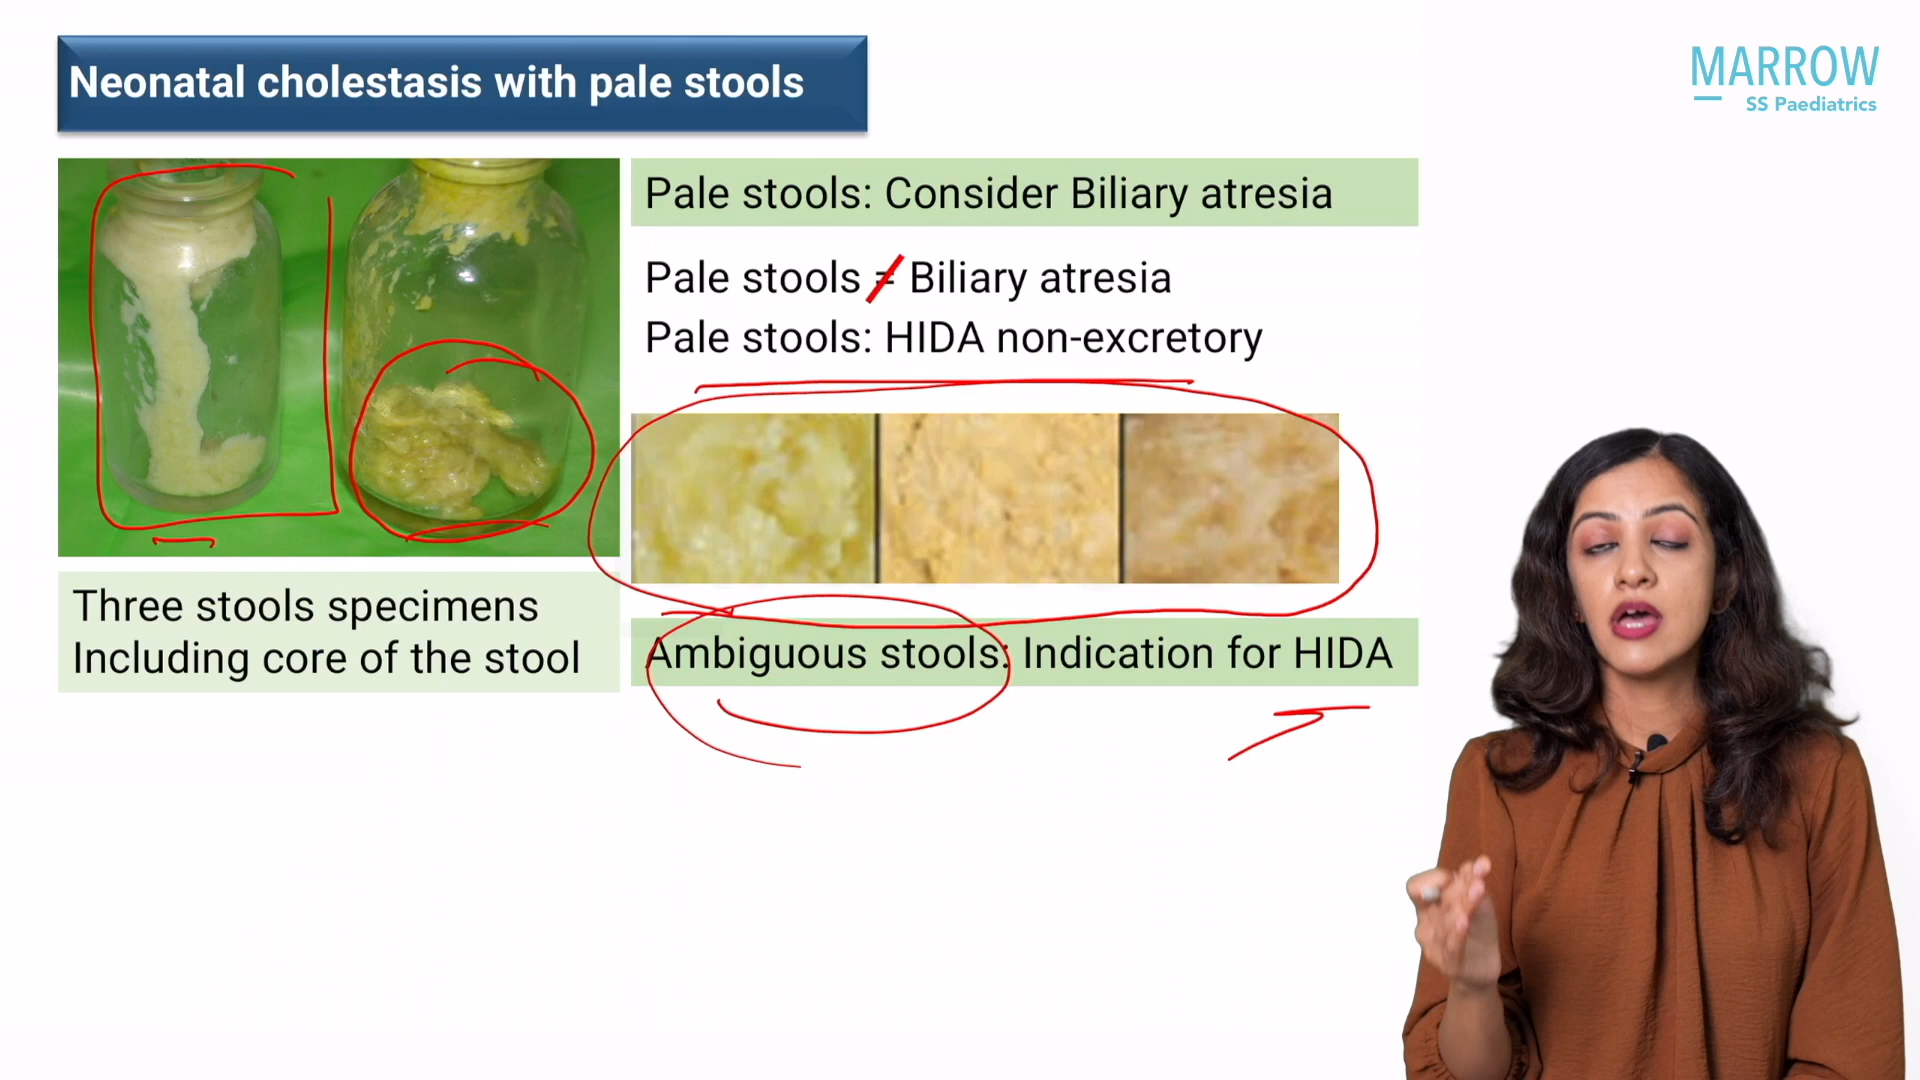 Neonatal cholestasis with pale stools
MARROW
SS Paediatrics
Pale stools: Consider Biliary atresia
Pale stools ≠ Biliary atresia
Pale stools: HIDA non-excretory
Three stools specimens
Including core of the stool
Ambiguous stools: Indication for HIDA